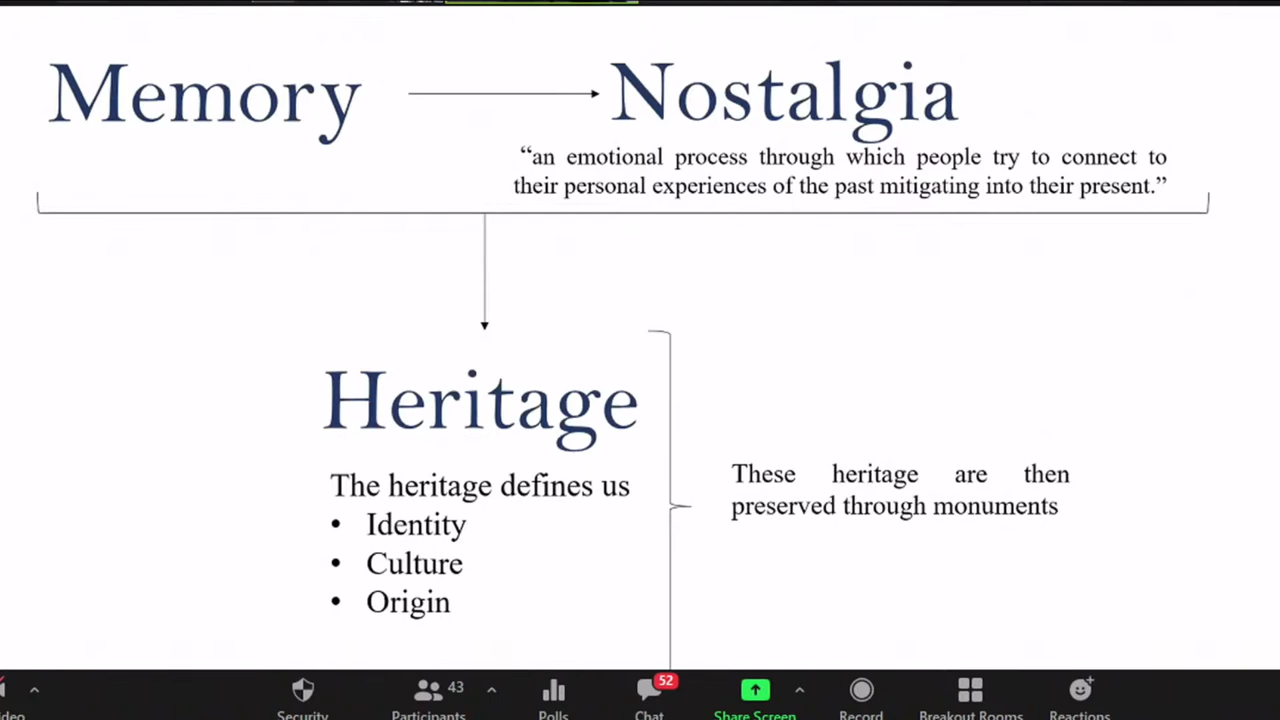 Memory
Nostalgia
“an emotional process through which people try to connect to
their personal experiences of the past mitigating into their present.”
Heritage
The heritage defines us
• Identity
• Culture
• Origin
These heritage are then
preserved through monuments
43
52
Security
Participants
Polls
Chat
Share Screen
Record
Breakout Rooms
Reactions